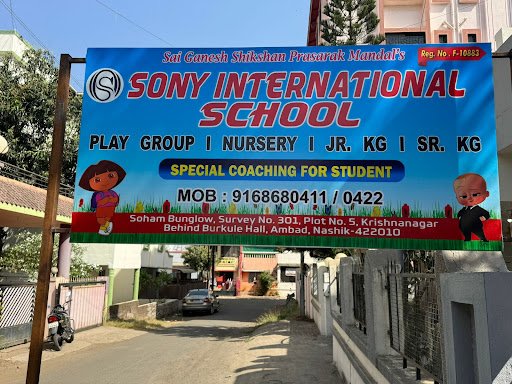 Sai Ganesh Shikshan Prasarak Mandal's
Reg. No. F-10883
SONY INTERNATIONAL
SCHOOL
PLAY GROUP I NURSERY I JR. KG I SR. KG
SPECIAL COACHING FOR STUDENT
MOB : 9168680411 / 0422
Soham Bunglow, Survey No. 301, Plot No. 5, Krishnanagar
Behind Burkule Hall, Ambad, Nashik-422010